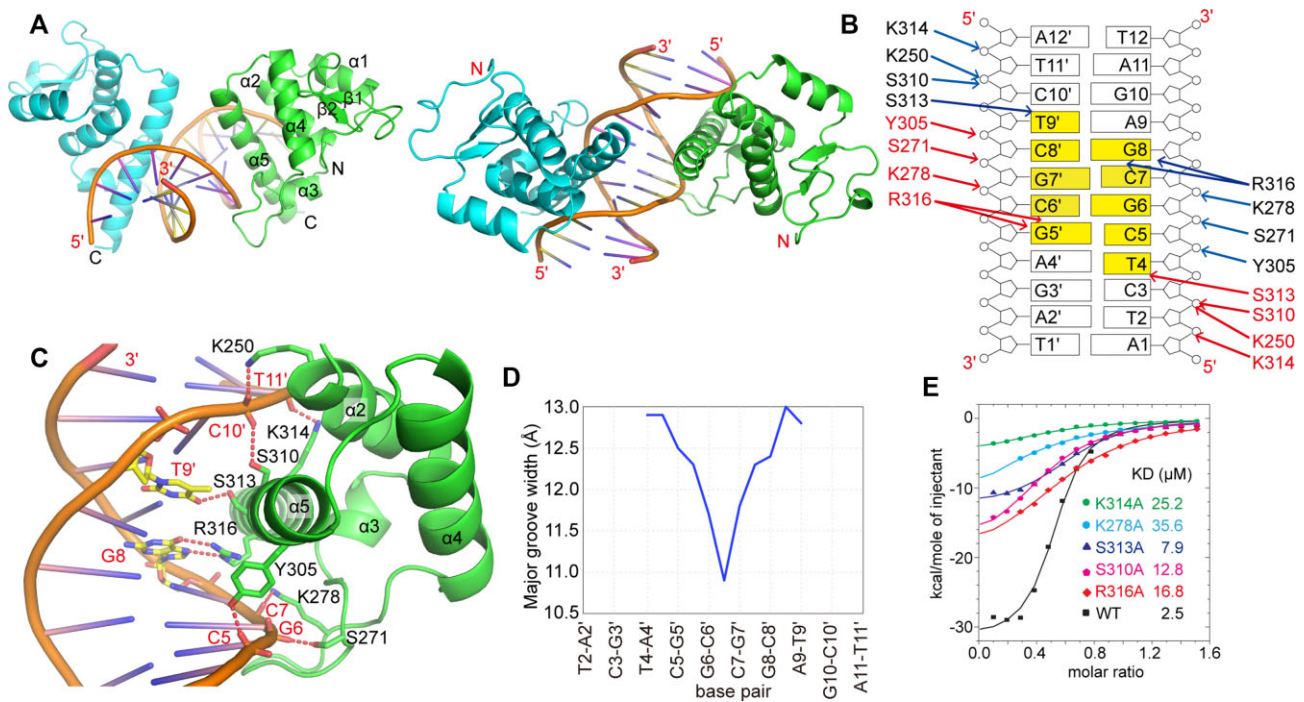 A
α2
α1
β2
β1
α4
α5
N
α3
C
3'
5'
C
N
5'
3'
3'
N
B
5'
3'
K314
K250
S310
S313
Y305
S271
K278
R316
A12' T12
T11' A11
C10' G10
T9' A9
C8' G8
G7' C7
C6' G6
G5' C5
A4' T4
G3' C3
A2' T2
T1' A1
3'
5'
R316
K278
S271
Y305
S313
S310
K250
K314
C
3'
K250
T11'
α2
C10'
K314
S310
T9'
S313
α5
α3
α4
R316
G8
Y305
K278
C7
G6
C5
S271
D
Major groove width (Å)
13.0
12.5
12.0
11.5
11.0
10.5
T2-A2'
C3-G3'
T4-A4'
C5-G5'
G6-C6'
C7-G7'
G8-C8'
A9-T9'
G10-C10'
A11-T11'
base pair
E
kcal/mole of injectant
0
-10
-20
-30
KD (µM)
K314A 25.2
K278A 35.6
S313A 7.9
S310A 12.8
R316A 16.8
WT 2.5
0.0 0.4 0.8 1.2 1.6
molar ratio